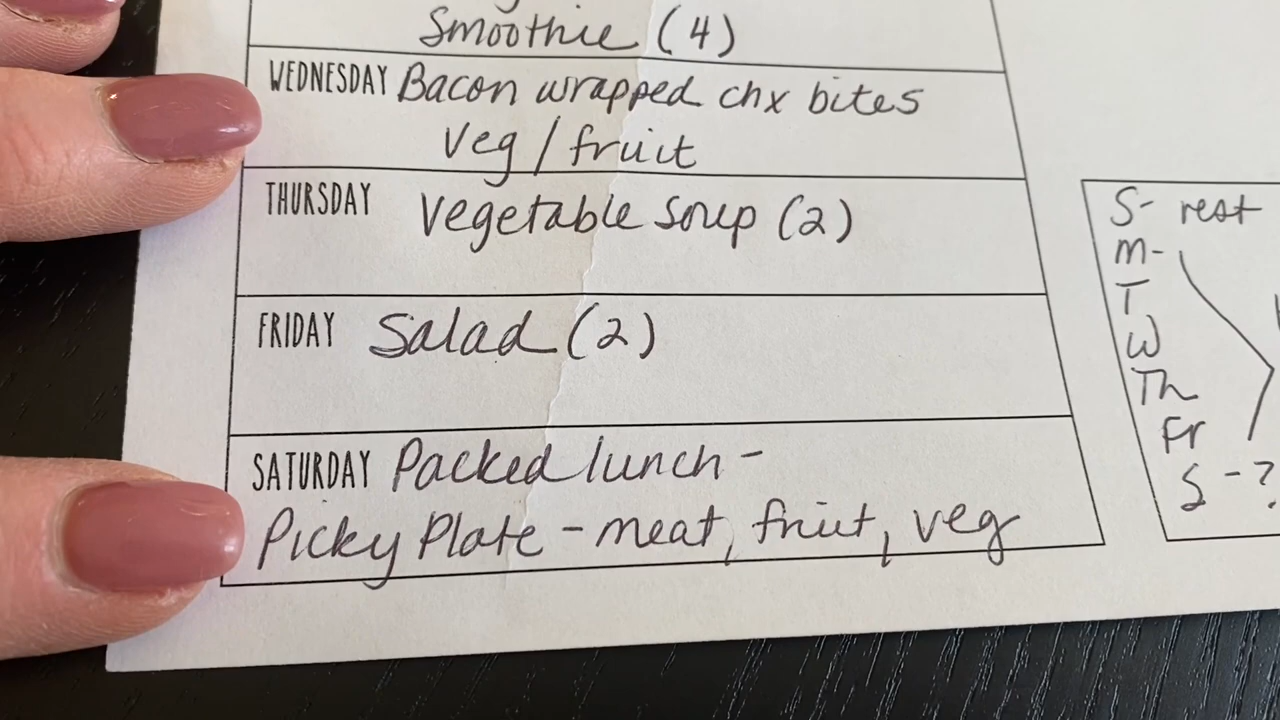 Smoothie (4)
WEDNESDAY Bacon wrapped chx bites
Veg / fruit
THURSDAY Vegetable Soup (2)
FRIDAY Salad (2)
SATURDAY Packed lunch -
Picky Plate - meat, fruit, veg
S- rest
M-
T
W
Th
Fr
S - ?